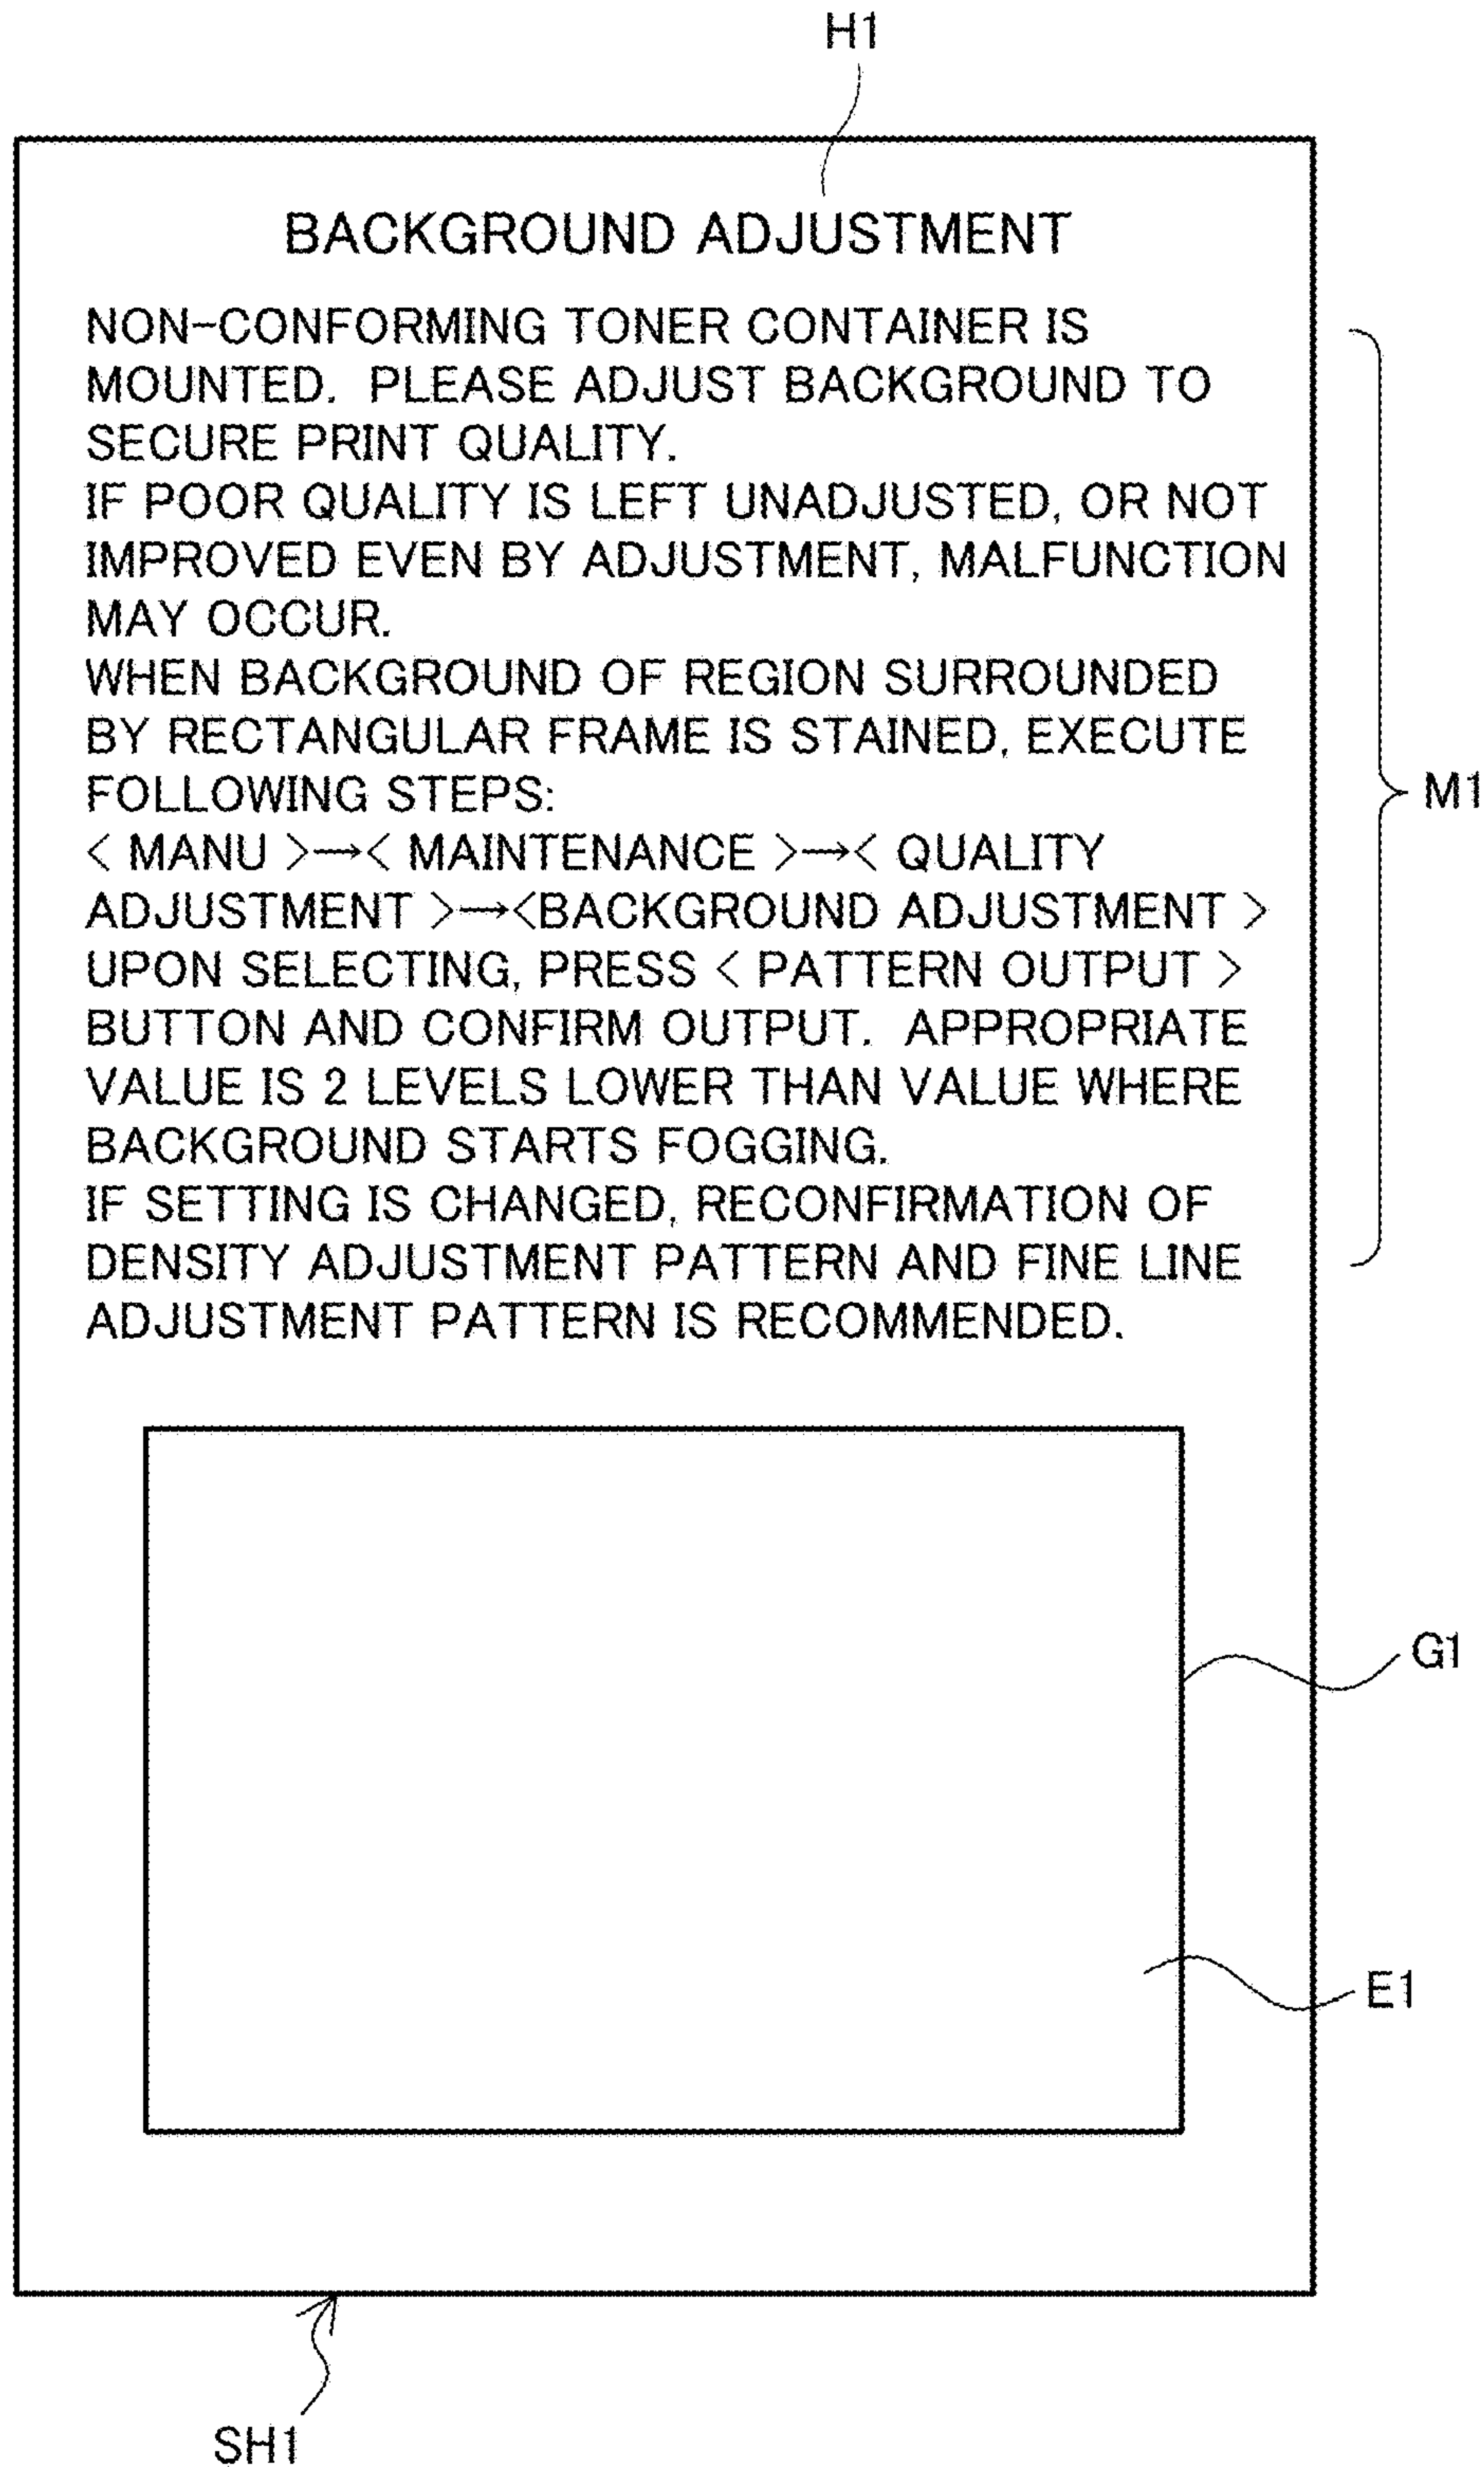 H1
BACKGROUND ADJUSTMENT
NON-CONFORMING TONER CONTAINER IS
MOUNTED. PLEASE ADJUST BACKGROUND TO
SECURE PRINT QUALITY.
IF POOR QUALITY IS LEFT UNADJUSTED, OR NOT
IMPROVED EVEN BY ADJUSTMENT, MALFUNCTION
MAY OCCUR.
WHEN BACKGROUND OF REGION SURROUNDED
BY RECTANGULAR FRAME IS STAINED, EXECUTE
FOLLOWING STEPS:
< MANU >→< MAINTENANCE >→< QUALITY
ADJUSTMENT >→<BACKGROUND ADJUSTMENT >
UPON SELECTING, PRESS < PATTERN OUTPUT >
BUTTON AND CONFIRM OUTPUT. APPROPRIATE
VALUE IS 2 LEVELS LOWER THAN VALUE WHERE
BACKGROUND STARTS FOGGING.
IF SETTING IS CHANGED, RECONFIRMATION OF
DENSITY ADJUSTMENT PATTERN AND FINE LINE
ADJUSTMENT PATTERN IS RECOMMENDED.
M1
G1
E1
SH1